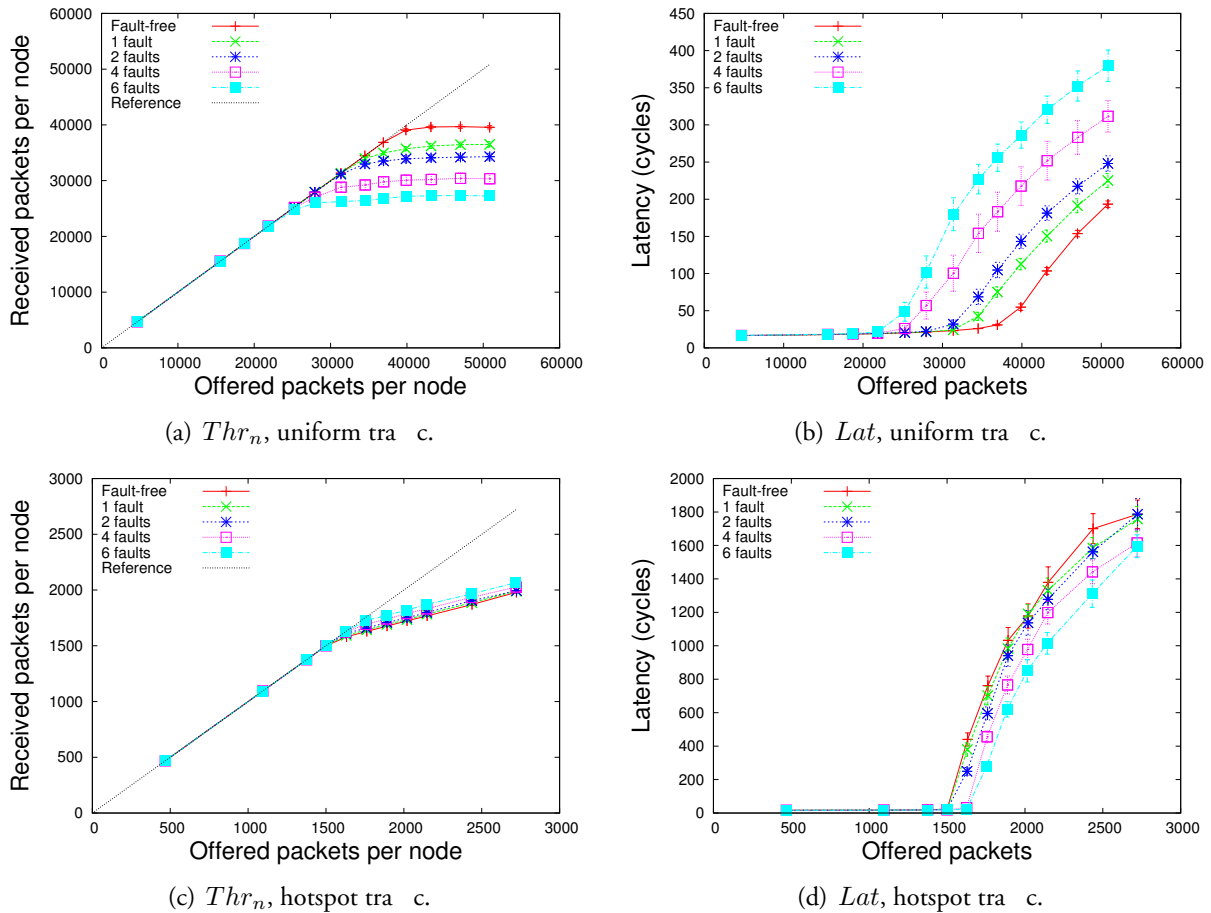 60000
50000
40000
30000
20000
10000
0
Received packets per node
Fault-free
1 fault
2 faults
4 faults
6 faults
Reference
0 10000 20000 30000 40000 50000 60000
Offered packets per node
(a) Thrn, uniform tra c.
450
400
350
300
250
200
150
100
50
0
Latency (cycles)
Fault-free
1 fault
2 faults
4 faults
6 faults
0 10000 20000 30000 40000 50000 60000
Offered packets
(b) Lat, uniform tra c.
3000
2500
2000
1500
1000
500
0
Received packets per node
Fault-free
1 fault
2 faults
4 faults
6 faults
Reference
0 500 1000 1500 2000 2500 3000
Offered packets per node
(c) Thrn, hotspot tra c.
2000
1800
1600
1400
1200
1000
800
600
400
200
0
Latency (cycles)
Fault-free
1 fault
2 faults
4 faults
6 faults
0 500 1000 1500 2000 2500 3000
Offered packets
(d) Lat, hotspot tra c.